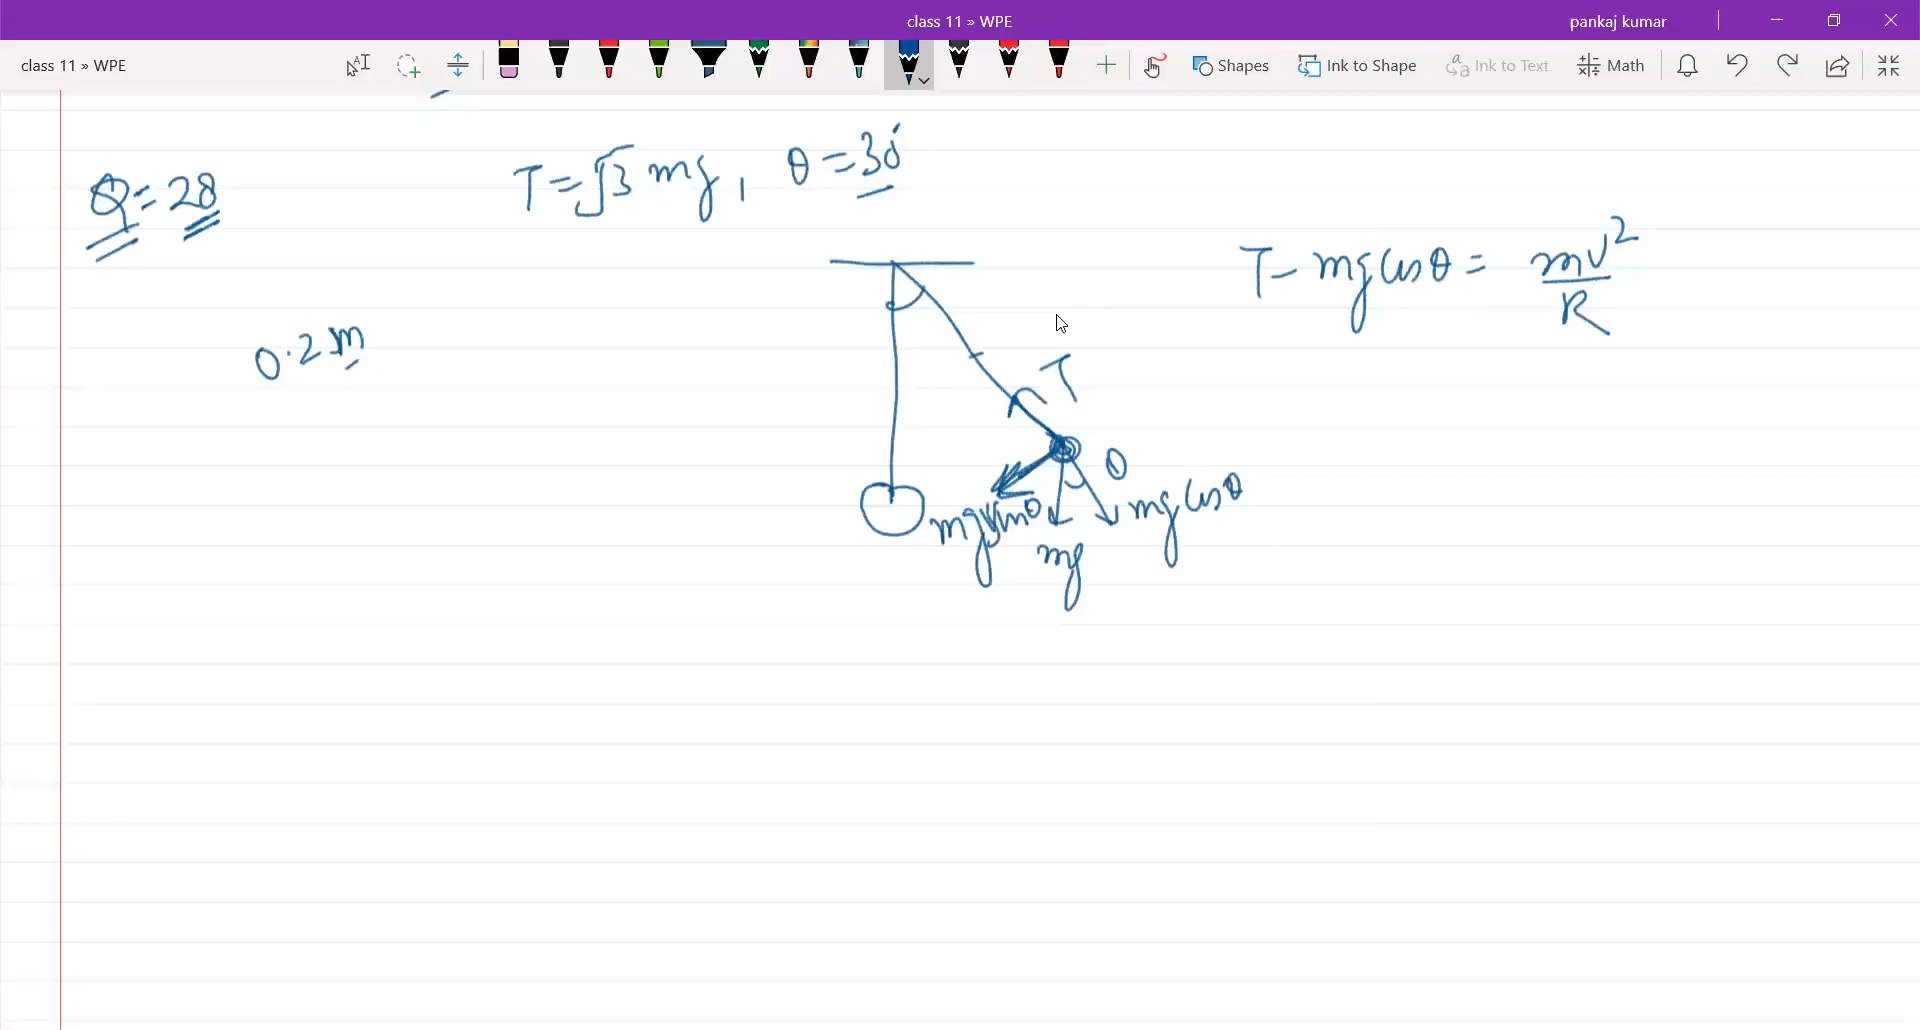 class 11 » WPE
pankaj kumar
class 11 » WPE
Shapes
Ink to Shape
Ink to Text
Math
Q = 28
T = √3 mg, θ = 30°
T - mg cosθ = mv²/R
0.2 m
T
θ
mg sinθ
mg cosθ
mg